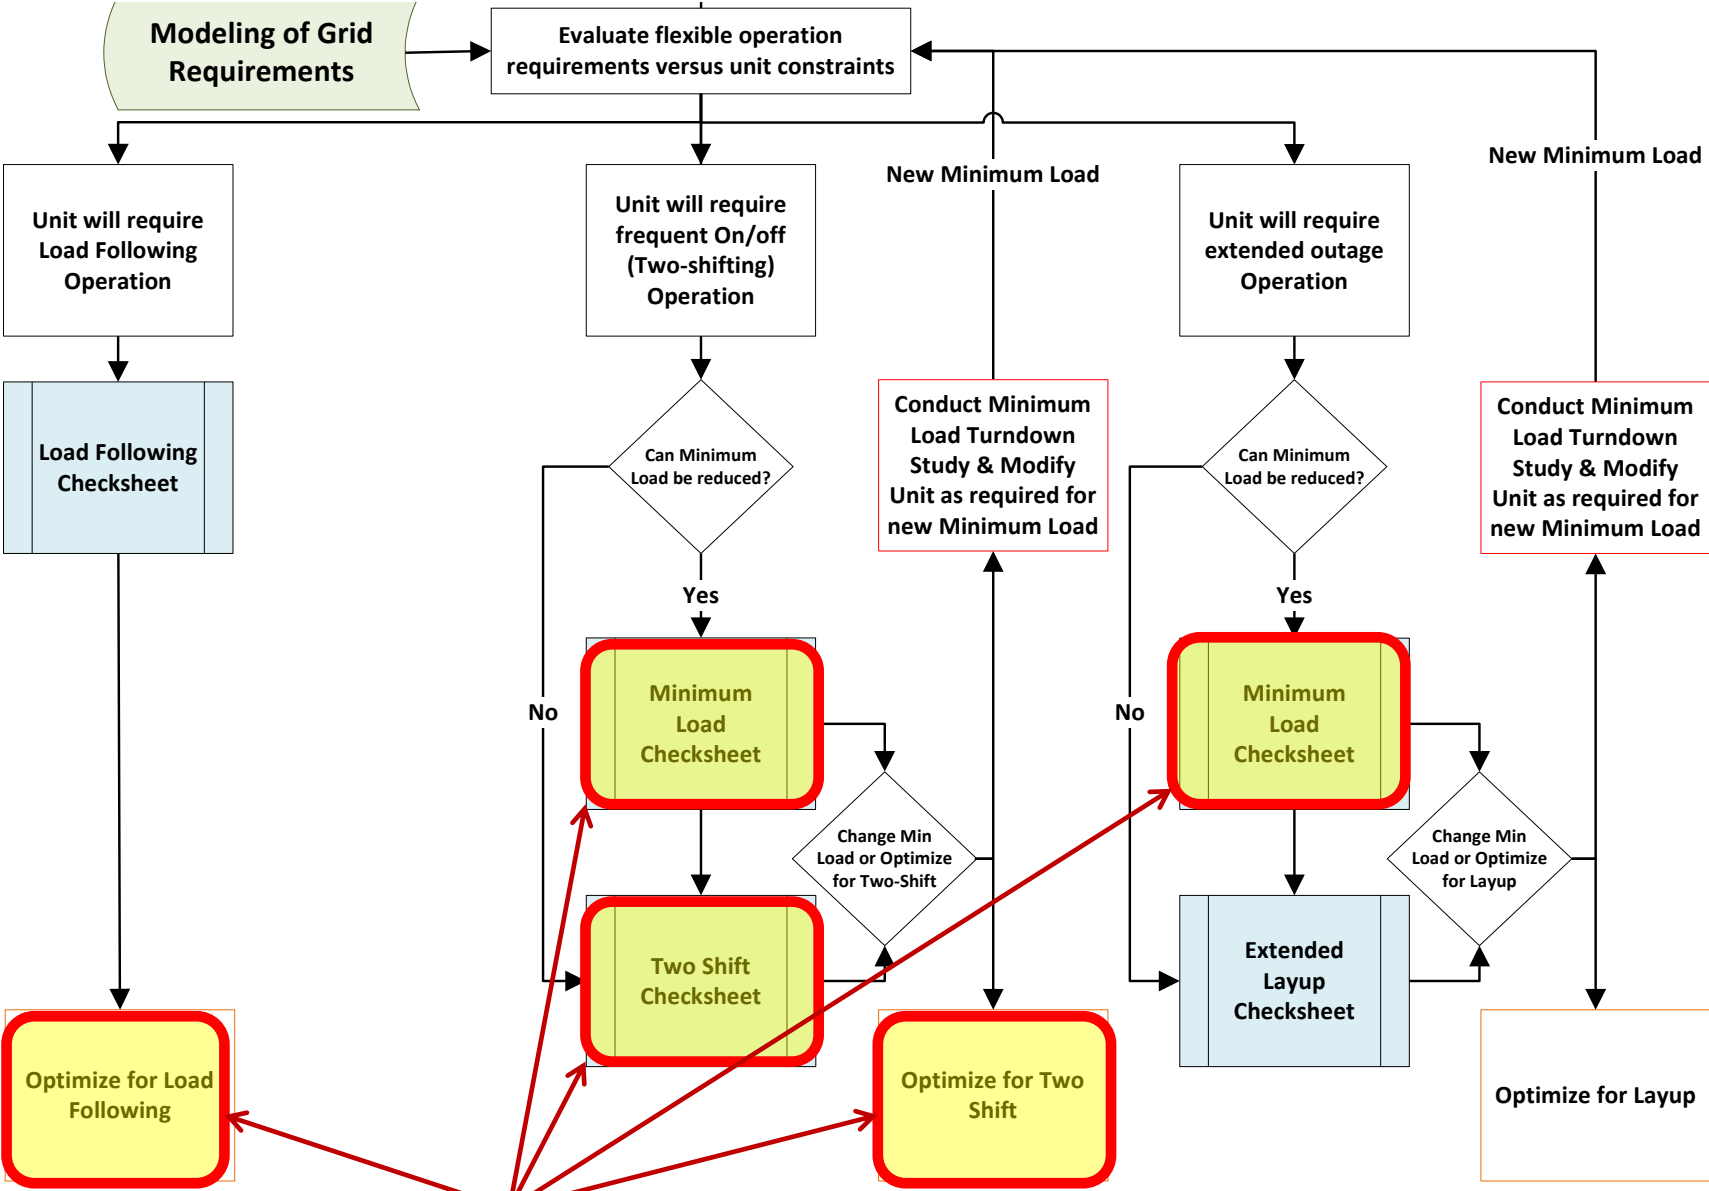 Modeling of Grid
Requirements
Evaluate flexible operation
requirements versus unit constraints
New Minimum Load
New Minimum Load
Unit will require
Load Following
Operation
Unit will require
frequent On/off
(Two-shifting)
Operation
Unit will require
extended outage
Operation
Load Following
Checksheet
Can Minimum
Load be reduced?
Conduct Minimum
Load Turndown
Study & Modify
Unit as required for
new Minimum Load
Can Minimum
Load be reduced?
Conduct Minimum
Load Turndown
Study & Modify
Unit as required for
new Minimum Load
Yes
Yes
No
Minimum
Load
Checksheet
No
Minimum
Load
Checksheet
Change Min
Load or Optimize
for Two-Shift
Change Min
Load or Optimize
for Layup
Two Shift
Checksheet
Extended
Layup
Checksheet
Optimize for Load
Following
Optimize for Two
Shift
Optimize for Layup